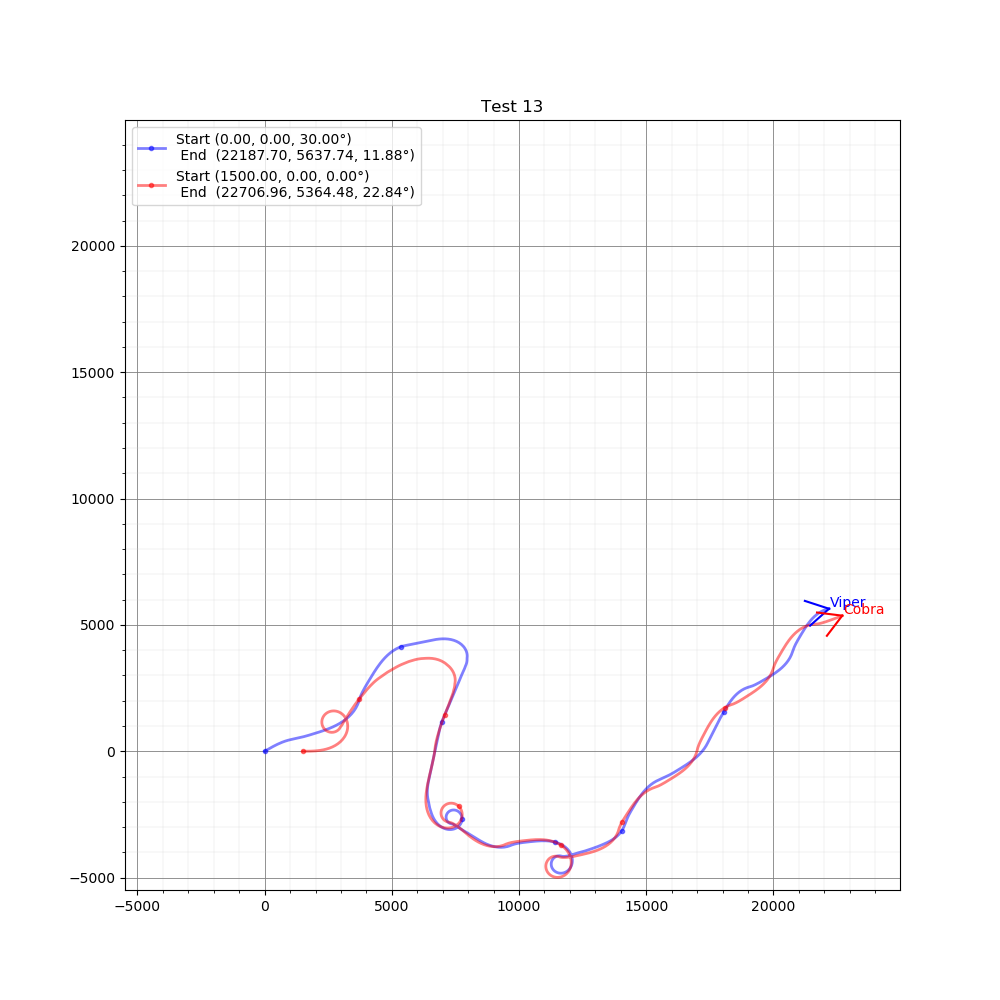 Test 13
Start (0.00, 0.00, 30.00°)
End (22187.70, 5637.74, 11.88°)
Start (1500.00, 0.00, 0.00°)
End (22706.96, 5364.48, 22.84°)
20000
15000
10000
5000
0
−5000
Viper
Cobra
−5000 0 5000 10000 15000 20000